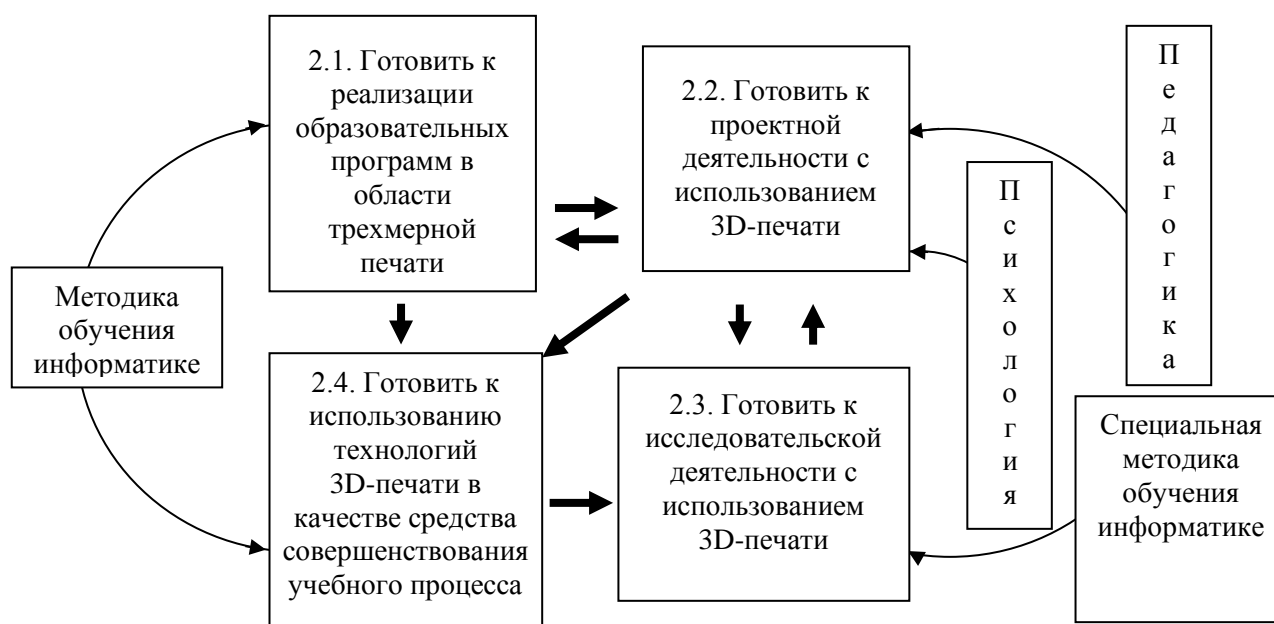 2.1. Готовить к
реализации
образовательных
программ в
области
трехмерной
печати
2.2. Готовить к
проектной
деятельности с
использованием
3D-печати
Педагогика
Психология
Методика
обучения
информатике
2.4. Готовить к
использованию
технологий
3D-печати в
качестве средства
совершенствования
учебного процесса
2.3. Готовить к
исследовательской
деятельности с
использованием
3D-печати
Специальная
методика
обучения
информатике